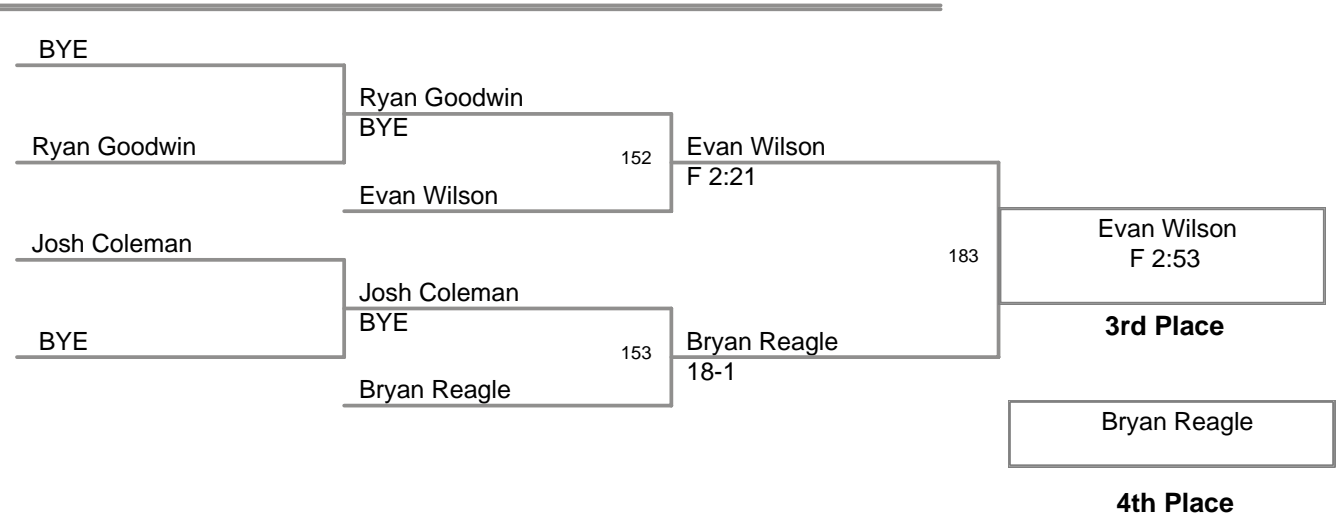 BYE
Ryan Goodwin
BYE
Ryan Goodwin
152
Evan Wilson
F 2:21
Evan Wilson
Josh Coleman
183
Evan Wilson
F 2:53
Josh Coleman
BYE
3rd Place
BYE
153
Bryan Reagle
18-1
Bryan Reagle
Bryan Reagle
4th Place